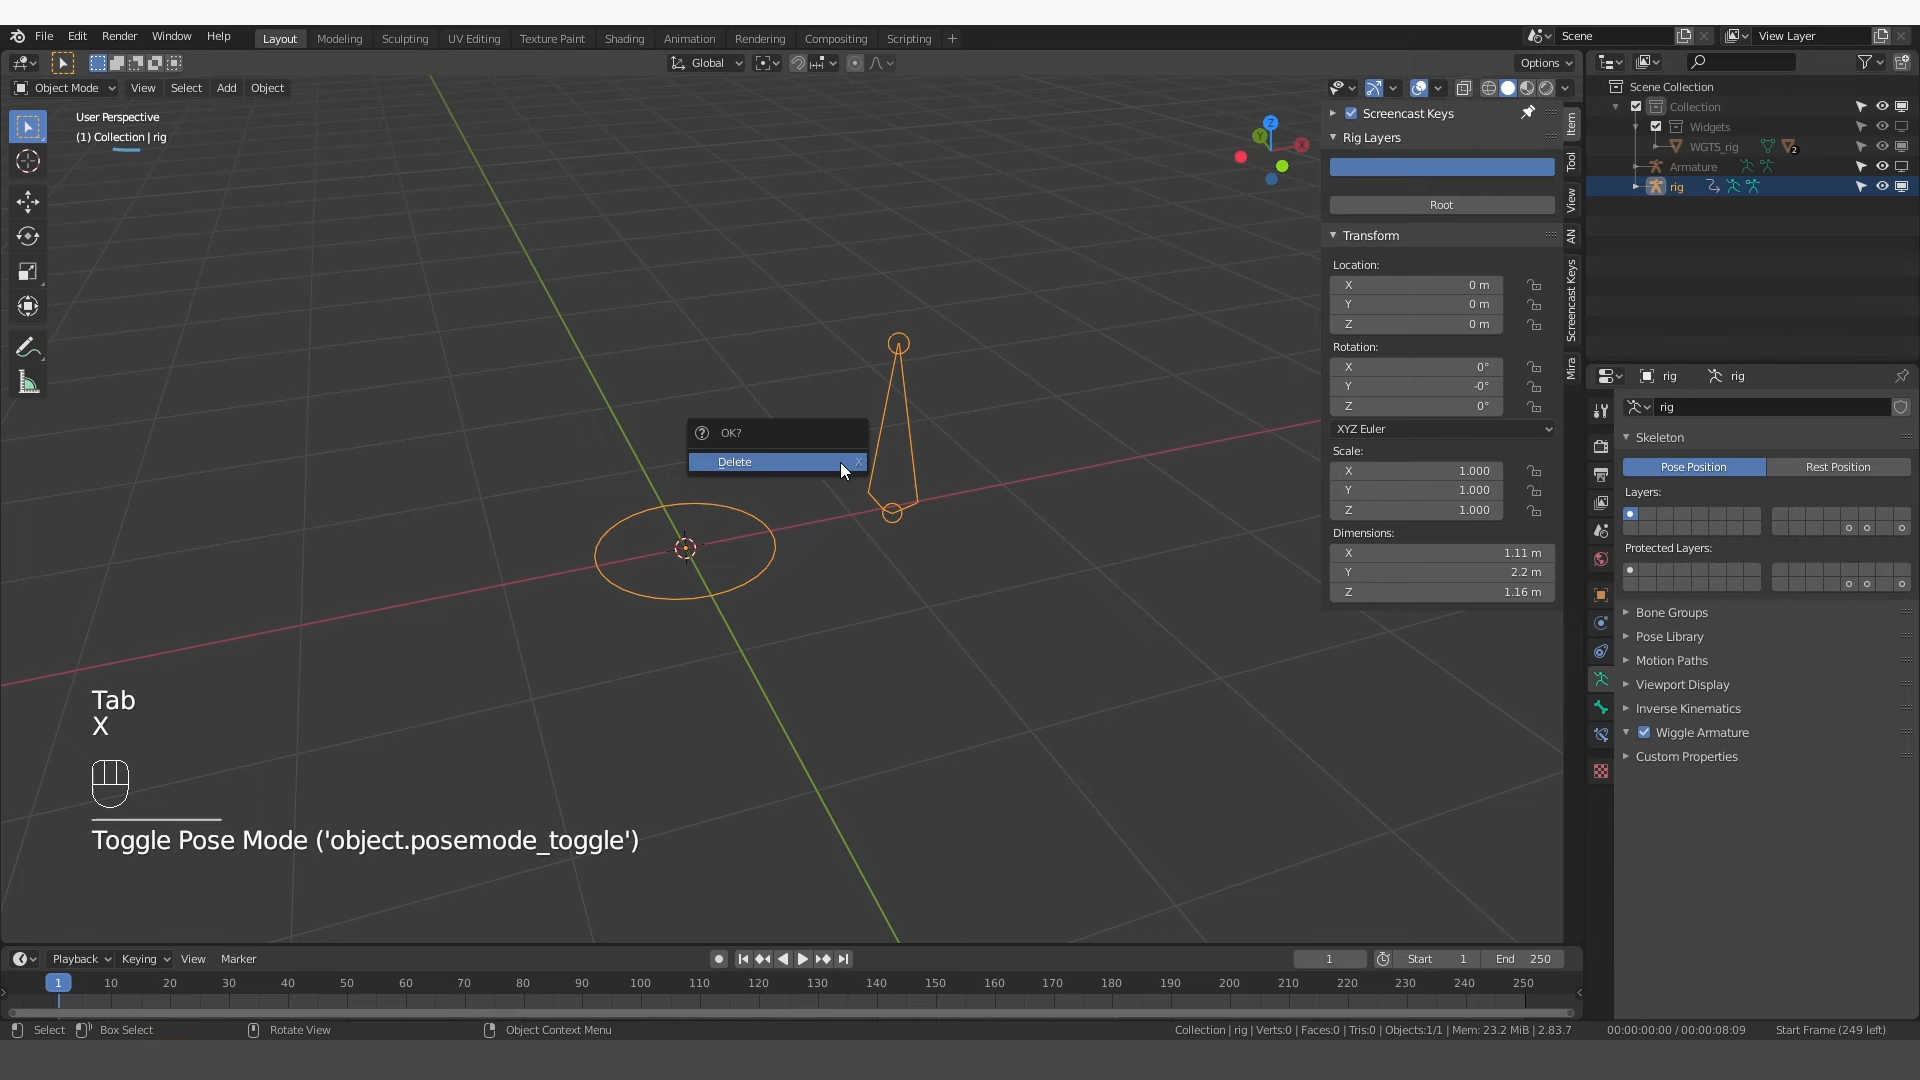 File Edit Render Window Help
Layout Modeling Sculpting UV Editing Texture Paint Shading Animation Rendering Compositing Scripting +
Scene
View Layer
Global
Options
Object Mode View Select Add Object
User Perspective
(1) Collection | rig
Z
Y
X
Screencast Keys
Rig Layers
Root
Transform
Location:
X 0 m
Y 0 m
Z 0 m
Rotation:
X 0°
Y -0°
Z 0°
XYZ Euler
Scale:
X 1.000
Y 1.000
Z 1.000
Dimensions:
X 1.11 m
Y 2.2 m
Z 1.16 m
Item
Tool
View
AN
Screencast Keys
Mira
OK?
Delete X
Tab
X
Toggle Pose Mode ('object.posemode_toggle')
Scene Collection
Collection
Widgets
WGTS_rig 2
Armature
rig
rig rig
rig
Skeleton
Pose Position Rest Position
Layers:
Protected Layers:
Bone Groups
Pose Library
Motion Paths
Viewport Display
Inverse Kinematics
Wiggle Armature
Custom Properties
Playback Keying View Marker
1 Start 1 End 250
1 10 20 30 40 50 60 70 80 90 100 110 120 130 140 150 160 170 180 190 200 210 220 230 240 250
Select Box Select Rotate View Object Context Menu
Collection | rig | Verts:0 | Faces:0 | Tris:0 | Objects:1/1 | Mem: 23.2 MiB | 2.83.7 00:00:00:00 / 00:00:08:09 Start Frame (249 left)